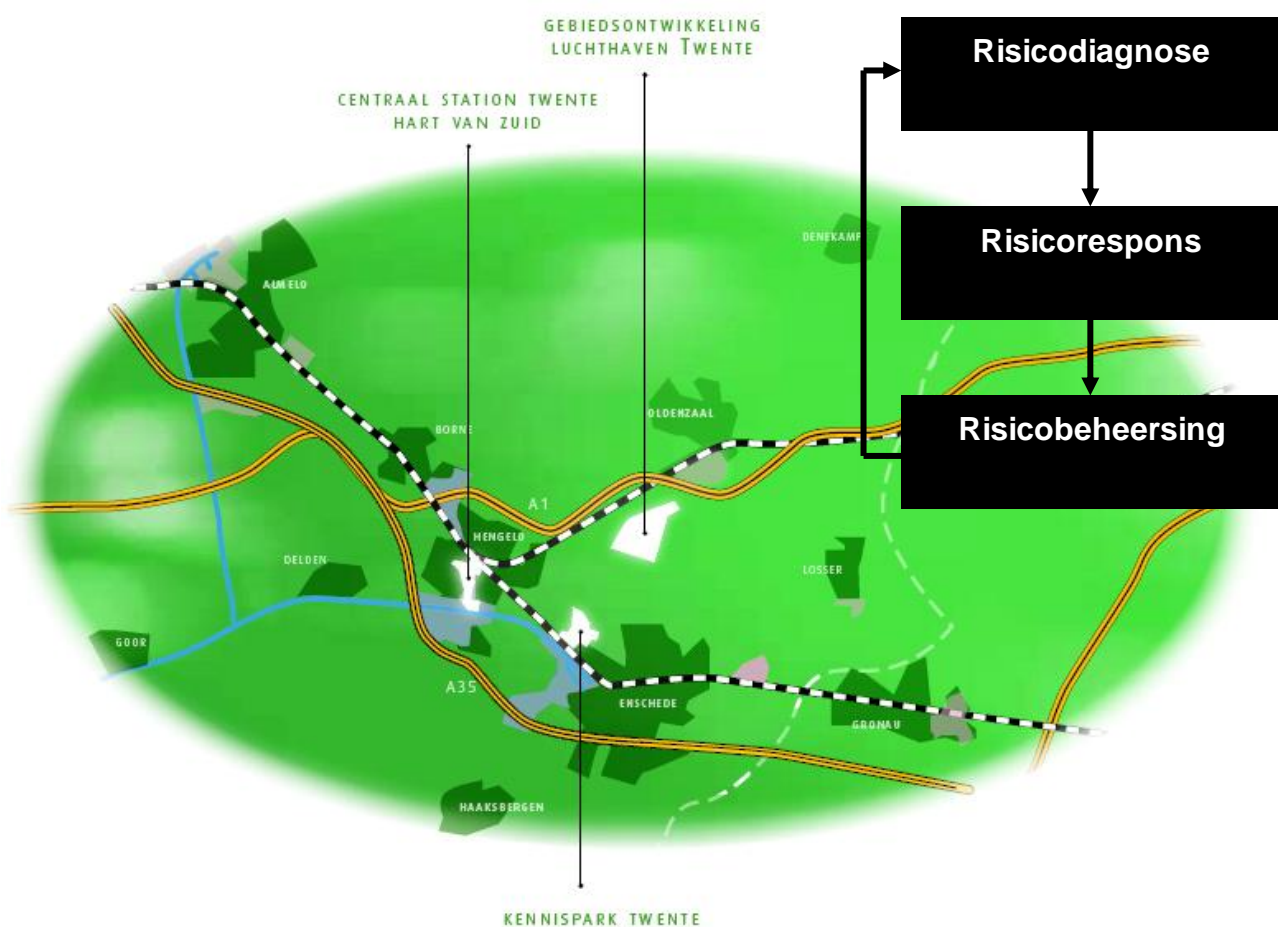 GEBIEDSONTWIKKELING
LUCHTHAVEN TWENTE
CENTRAAL STATION TWENTE
HART VAN ZUID
Risicodiagnose
Risicorespons
Risicobeheersing
DENEKAMP
ALMELO
OLDENZAAL
BORNE
A1
HENGELO
DELDEN
LOSSER
GOOR
A35
ENSCHEDE
GRONAU
HAAKSBERGEN
KENNISPARK TWENTE